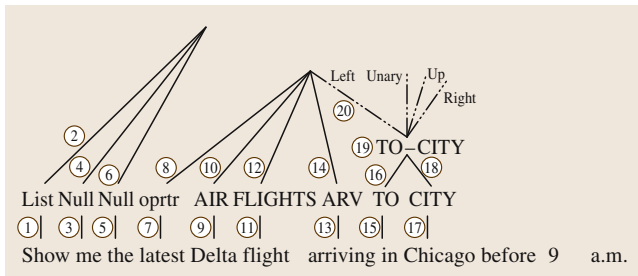 Left Unary Up
Right
20
2
19 TO–CITY
4 6 8 10 12 14 16 18
List Null Null oprtr AIR FLIGHTS ARV TO CITY
1 3 5 7 9 11 13 15 17
Show me the latest Delta flight arriving in Chicago before 9 a.m.